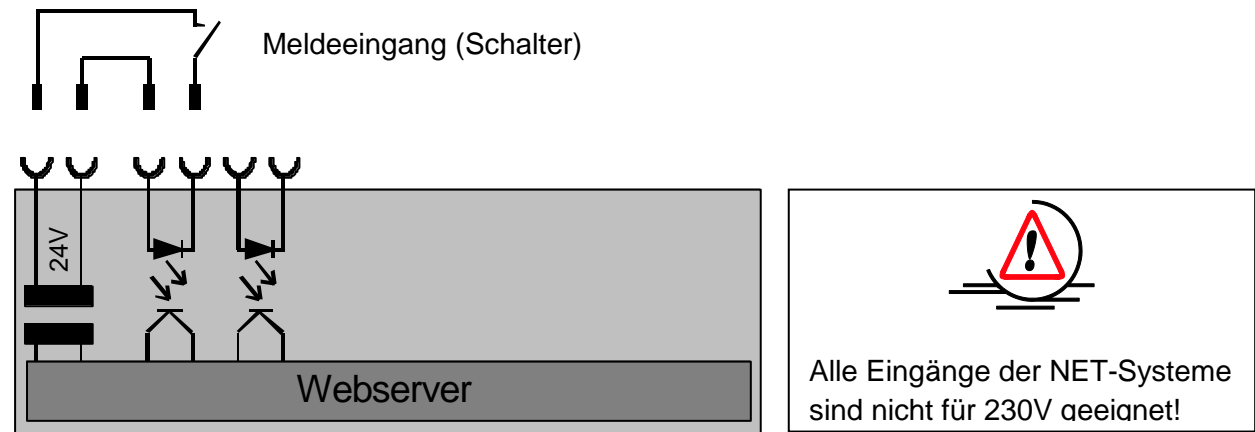 Meldeeingang (Schalter)
24V
Webserver
Alle Eingänge der NET-Systeme
sind nicht für 230V geeignet!